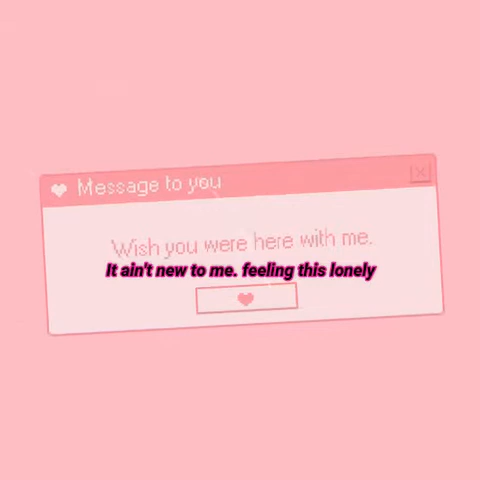 Message to you
Wish you were here with me.
It ain't new to me. feeling this lonely